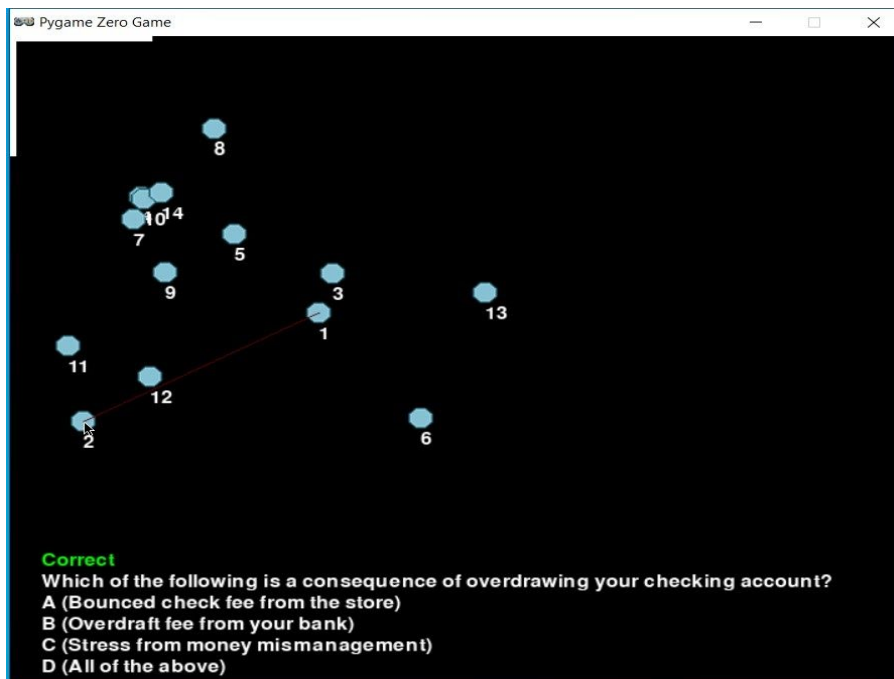 Pygame Zero Game
8
14
10
7
5
9
3
13
1
11
12
2
6
Correct
Which of the following is a consequence of overdrawing your checking account?
A (Bounced check fee from the store)
B (Overdraft fee from your bank)
C (Stress from money mismanagement)
D (All of the above)